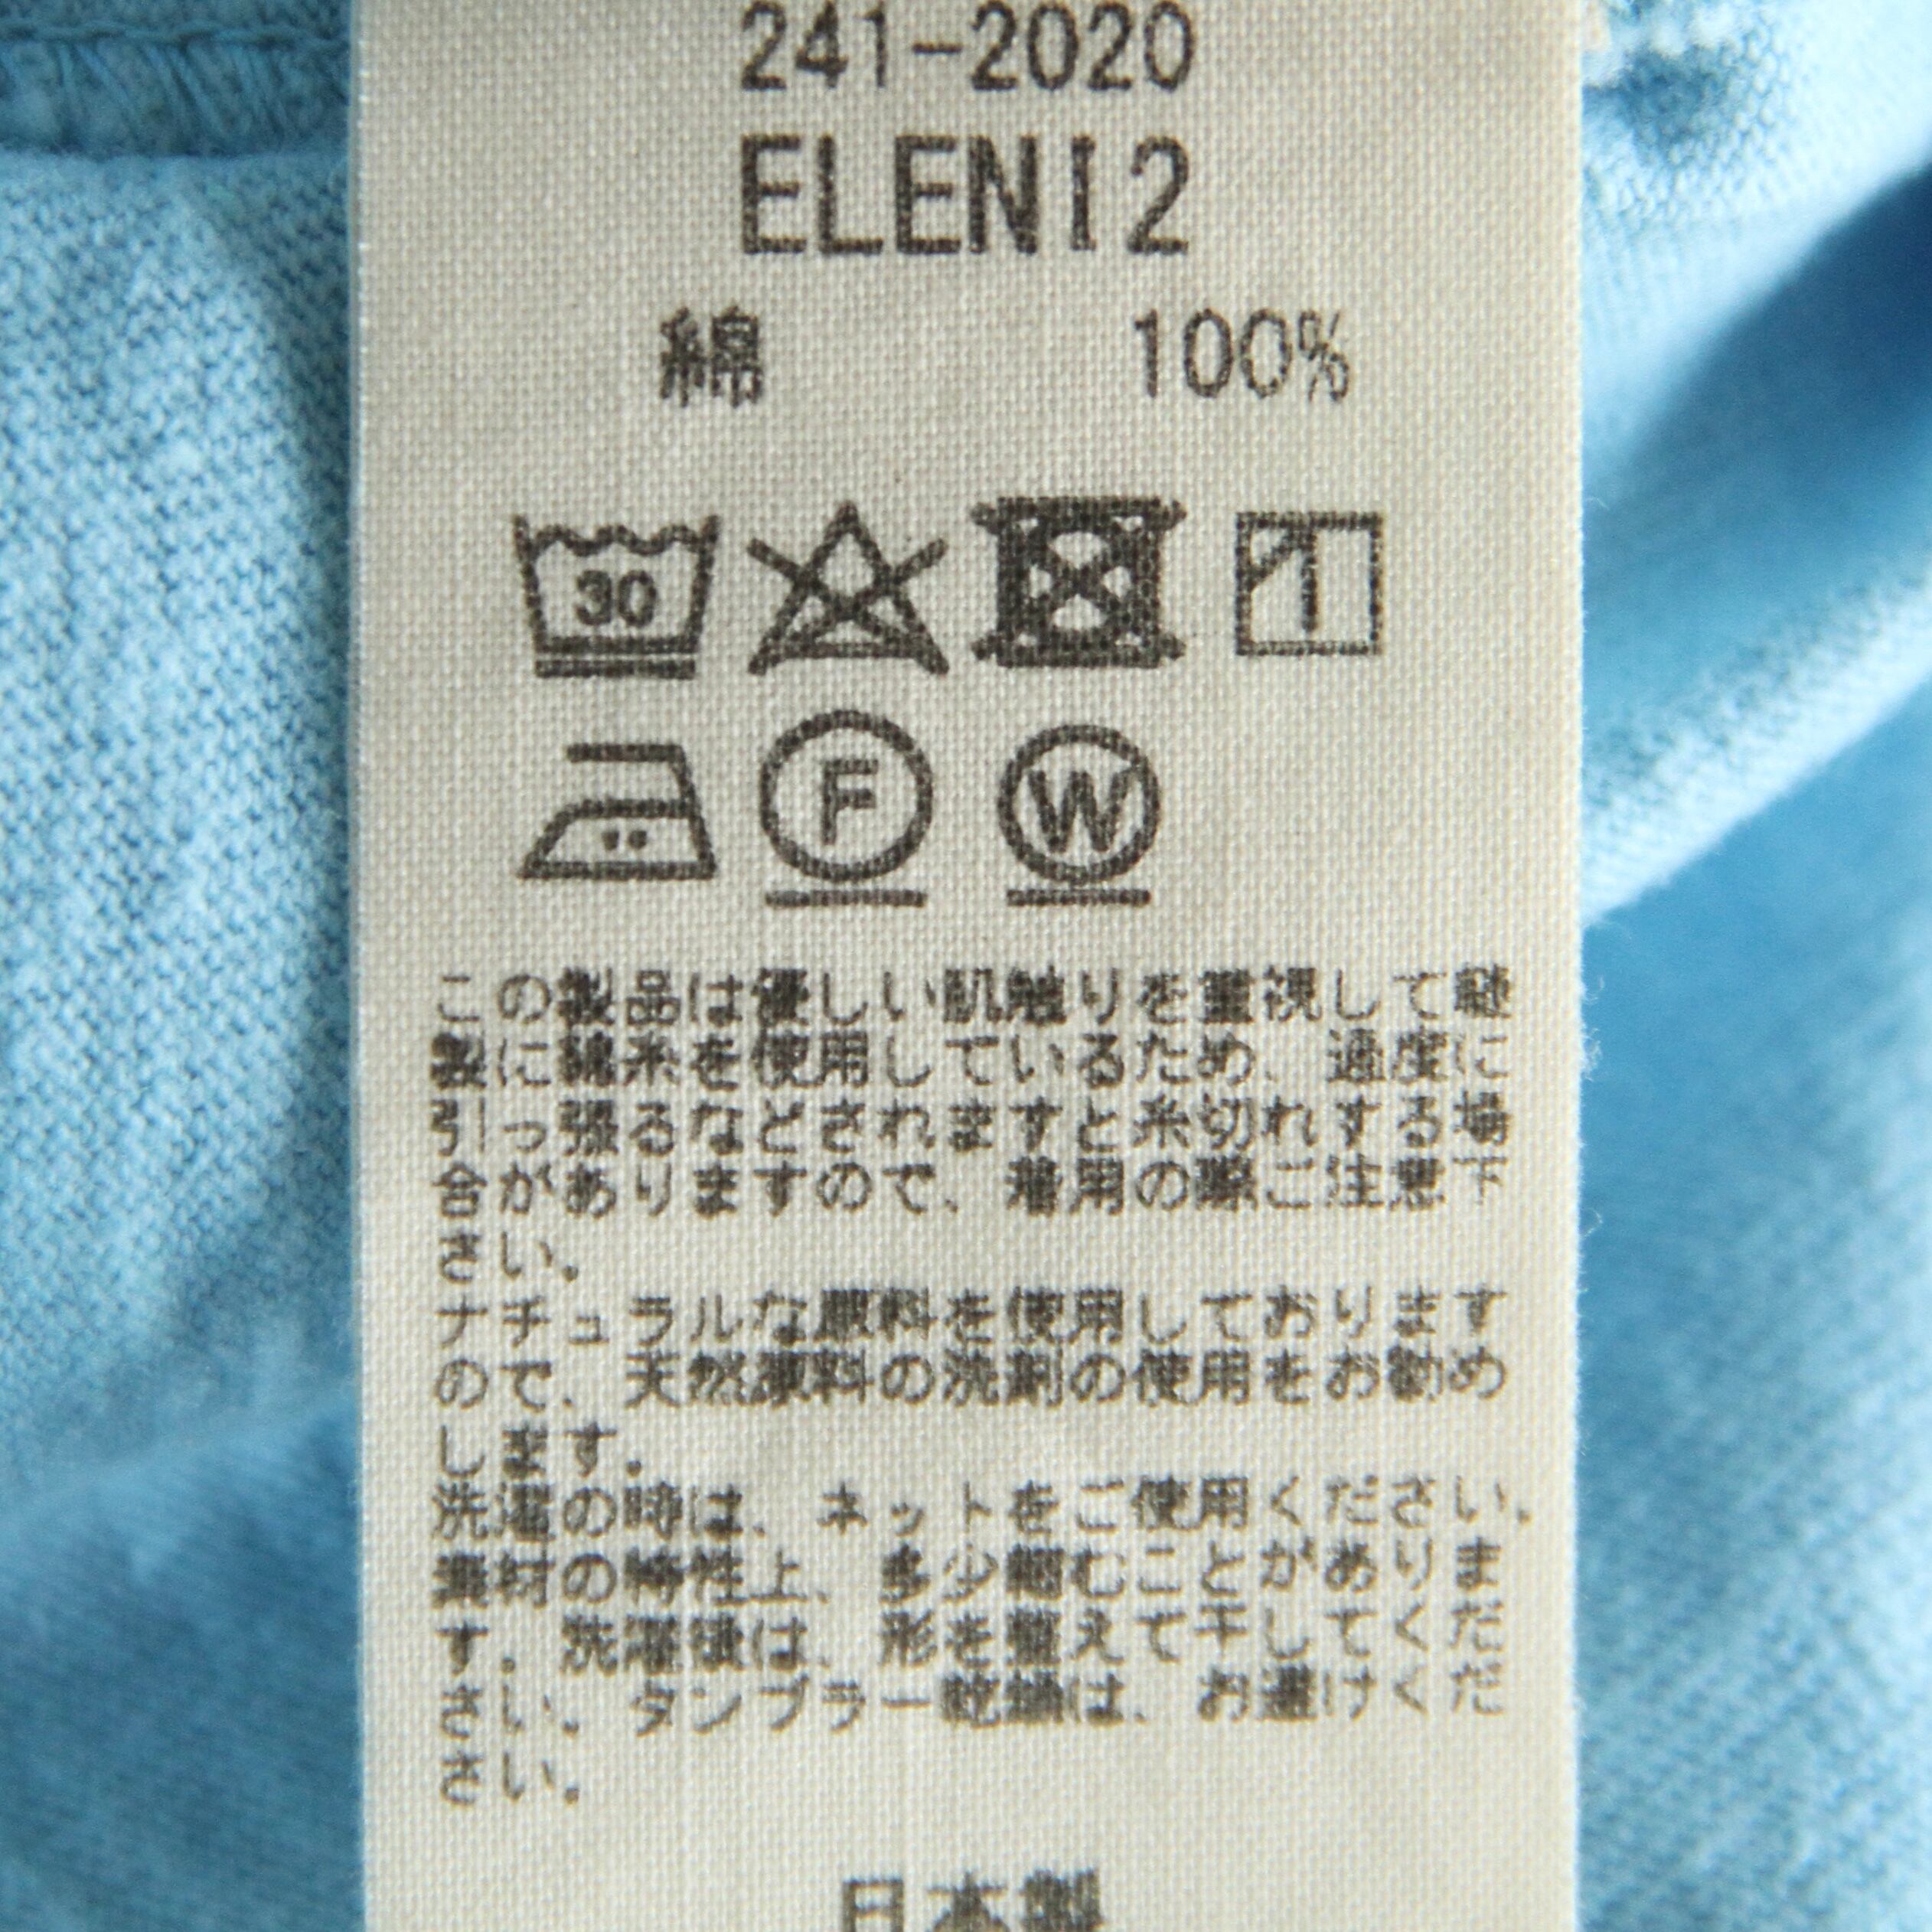 241-2020
ELENI2
綿 100%
30
F
W
この製品は優しい肌触りを重視して縫
製に綿糸を使用しているため、過度に
引っ張るなどされますと糸切れする場
合がありますので、着用の際ご注意下
さい。
ナチュラルな原料を使用しております
ので、天然原料の洗剤の使用をお勧め
します。
洗濯の時は、ネットをご使用ください。
素材の特性上、多少縮むことがありま
す。洗濯後は、形を整えて干してくだ
さい。タンブラー乾燥は、お避けくだ
さい。
日本製